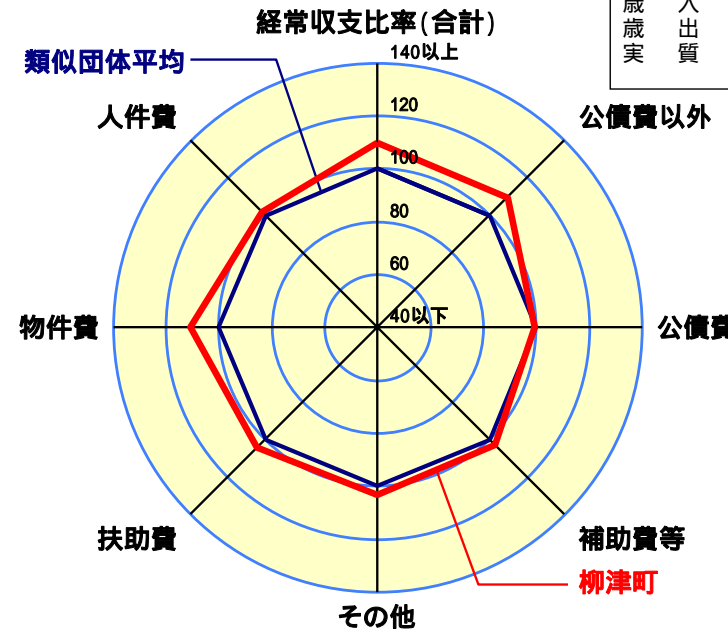 経常収支比率(合計)
140以上
類似団体平均
人件費
公債費以外
120
100
80
60
40以下
物件費
公債費
扶助費
補助費等
柳津町
その他
入出質
歳歳実